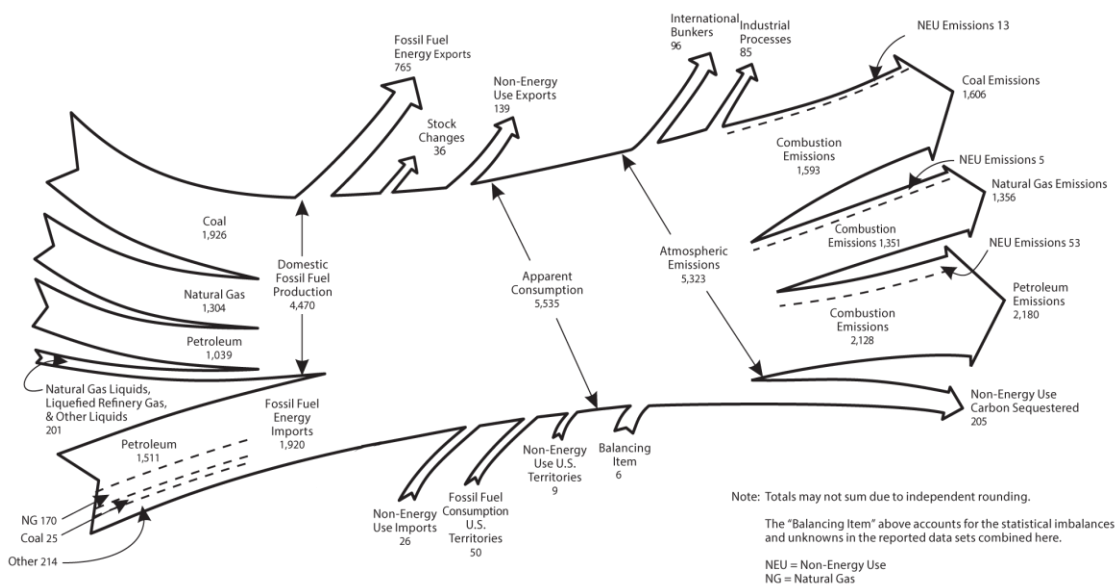 Fossil Fuel
Energy Exports
765
Stock
Changes
36
Non-Energy
Use Exports
139
International
Bunkers
96
Industrial
Processes
85
NEU Emissions 13
Coal Emissions
1,606
Combustion
Emissions
1,593
NEU Emissions 5
Natural Gas Emissions
1,356
Combustion
Emissions 1,351
NEU Emissions 53
Petroleum
Emissions
2,180
Combustion
Emissions
2,128
Coal
1,926
Natural Gas
1,304
Petroleum
1,039
Domestic
Fossil Fuel
Production
4,470
Apparent
Consumption
5,535
Atmospheric
Emissions
5,323
Natural Gas Liquids,
Liquefied Refinery Gas,
& Other Liquids
201
Petroleum
1,511
Fossil Fuel
Energy
Imports
1,920
NG 170
Coal 25
Other 214
Non-Energy
Use Imports
26
Fossil Fuel
Consumption
U.S.
Territories
50
Non-Energy
Use U.S.
Territories
9
Balancing
Item
6
Non-Energy Use
Carbon Sequestered
205
Note: Totals may not sum due to independent rounding.
The "Balancing Item" above accounts for the statistical imbalances
and unknowns in the reported data sets combined here.
NEU = Non-Energy Use
NG = Natural Gas